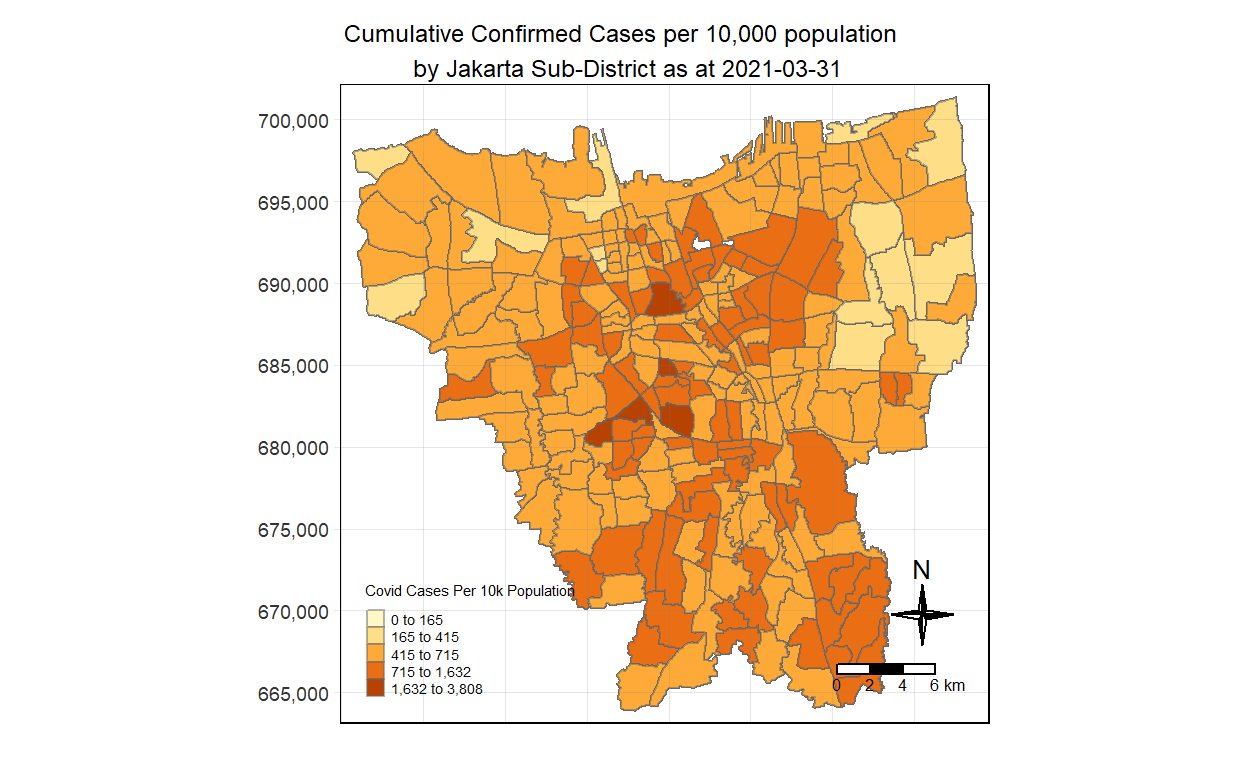 Cumulative Confirmed Cases per 10,000 population
by Jakarta Sub-District as at 2021-03-31
700,000
695,000
690,000
685,000
680,000
675,000
670,000
665,000
Covid Cases Per 10k Population
0 to 165
165 to 415
415 to 715
715 to 1,632
1,632 to 3,808
N
0 2 4 6 km